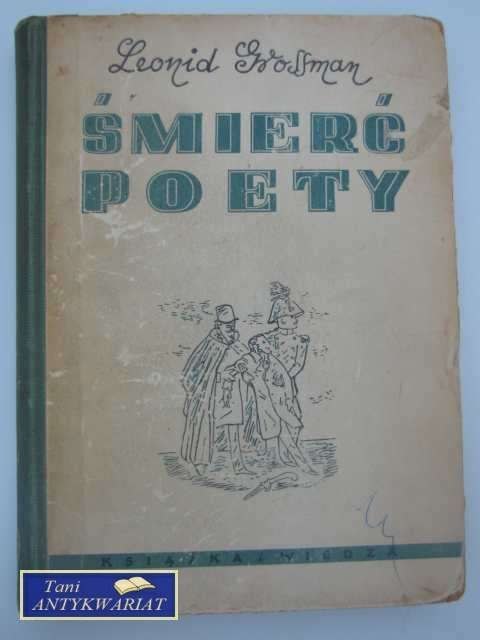 Leonid Grossman
ŚMIERĆ
POETY
KSIĄŻKA i WIEDZA
Tani
ANTYKWARIAT